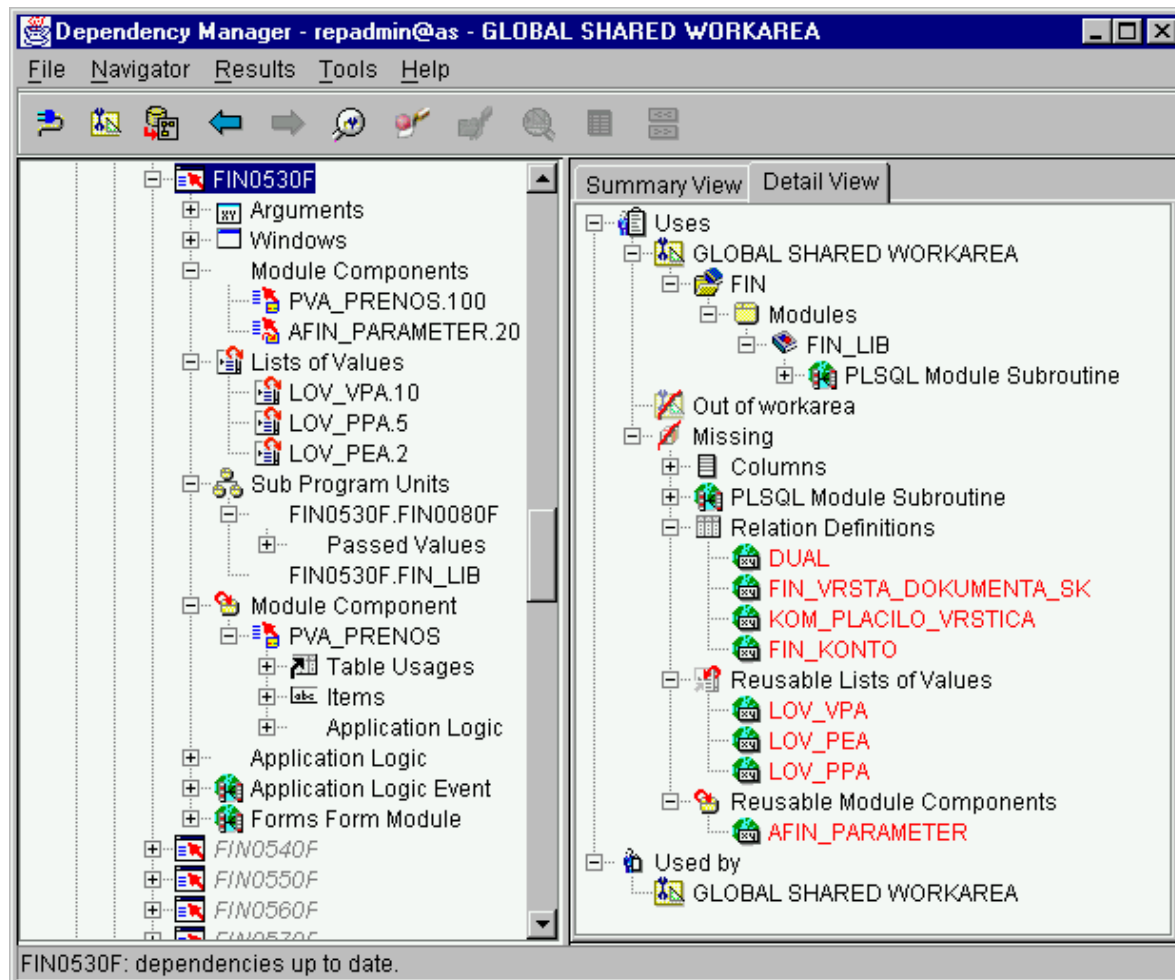 Dependency Manager - repadmin@as - GLOBAL SHARED WORKAREA
File Navigator Results Tools Help
FIN0530F
Arguments
Windows
Module Components
PVA_PRENOS.100
AFIN_PARAMETER.20
Lists of Values
LOV_VPA.10
LOV_PPA.5
LOV_PEA.2
Sub Program Units
FIN0530F.FIN0080F
Passed Values
FIN0530F.FIN_LIB
Module Component
PVA_PRENOS
Table Usages
Items
Application Logic
Application Logic
Application Logic Event
Forms Form Module
FIN0540F
FIN0550F
FIN0560F
FIN0570F
Summary View Detail View
Uses
GLOBAL SHARED WORKAREA
FIN
Modules
FIN_LIB
PLSQL Module Subroutine
Out of workarea
Missing
Columns
PLSQL Module Subroutine
Relation Definitions
DUAL
FIN_VRSTA_DOKUMENTA_SK
KOM_PLACILO_VRSTICA
FIN_KONTO
Reusable Lists of Values
LOV_VPA
LOV_PEA
LOV_PPA
Reusable Module Components
AFIN_PARAMETER
Used by
GLOBAL SHARED WORKAREA
FIN0530F: dependencies up to date.